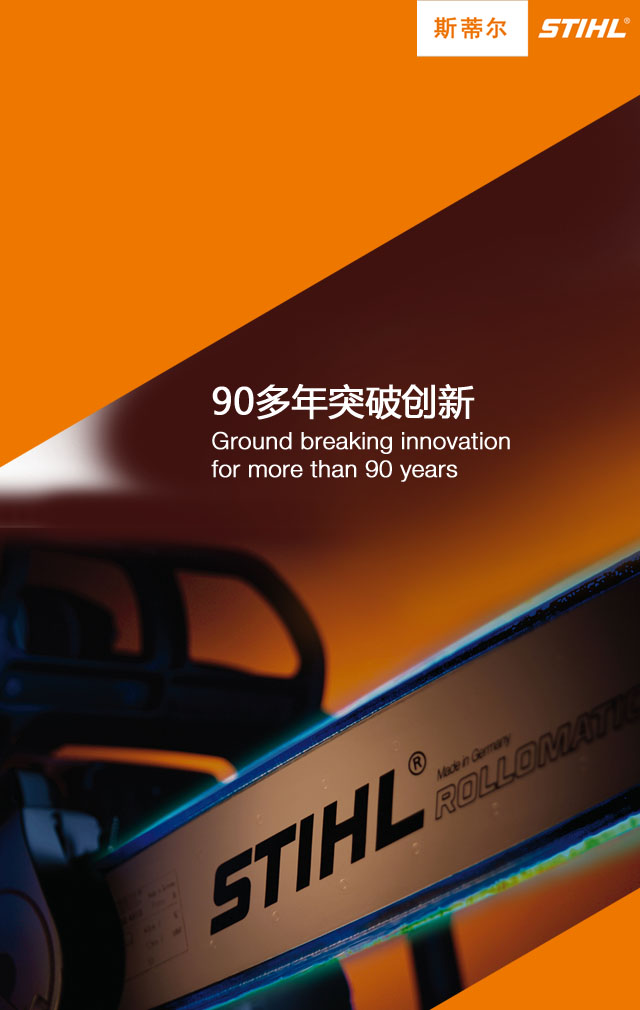 斯蒂尔 STIHL®
90多年突破创新
Ground breaking innovation
for more than 90 years
Made in Germany
STIHL® ROLLOMATIC